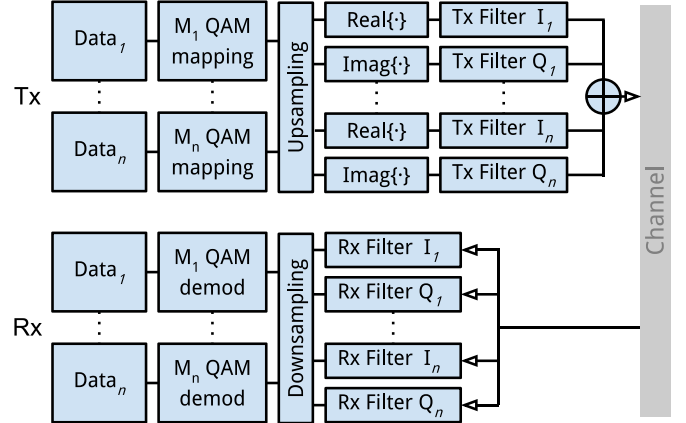 Tx
Data1
M1 QAM
mapping
Datan
Mn QAM
mapping
Upsampling
Real{·}
Tx Filter I1
Imag{·}
Tx Filter Q1
Real{·}
Tx Filter In
Imag{·}
Tx Filter Qn
Channel
Rx
Data1
M1 QAM
demod
Datan
Mn QAM
demod
Downsampling
Rx Filter I1
Rx Filter Q1
Rx Filter In
Rx Filter Qn